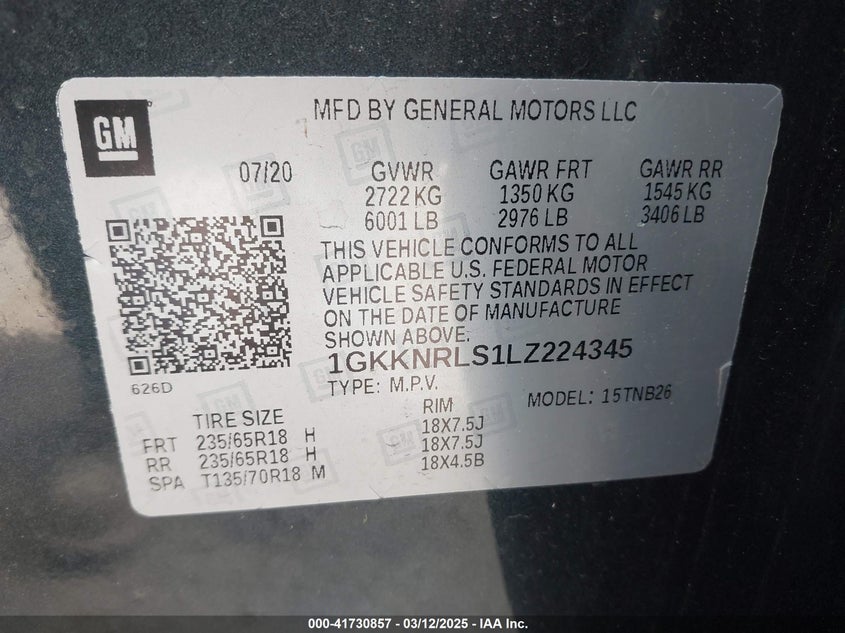 GM
MFD BY GENERAL MOTORS LLC
07/20 GVWR GAWR FRT GAWR RR
2722 KG 1350 KG 1545 KG
6001 LB 2976 LB 3406 LB
THIS VEHICLE CONFORMS TO ALL
APPLICABLE U.S. FEDERAL MOTOR
VEHICLE SAFETY STANDARDS IN EFFECT
ON THE DATE OF MANUFACTURE
SHOWN ABOVE.
1GKKNRLS1LZ224345
626D
TYPE: M.P.V. MODEL: 15TNB26
TIRE SIZE RIM
FRT 235/65R18 H 18X7.5J
RR 235/65R18 H 18X7.5J
SPA T135/70R18 M 18X4.5B
000-41730857 - 03/12/2025 - IAA Inc.